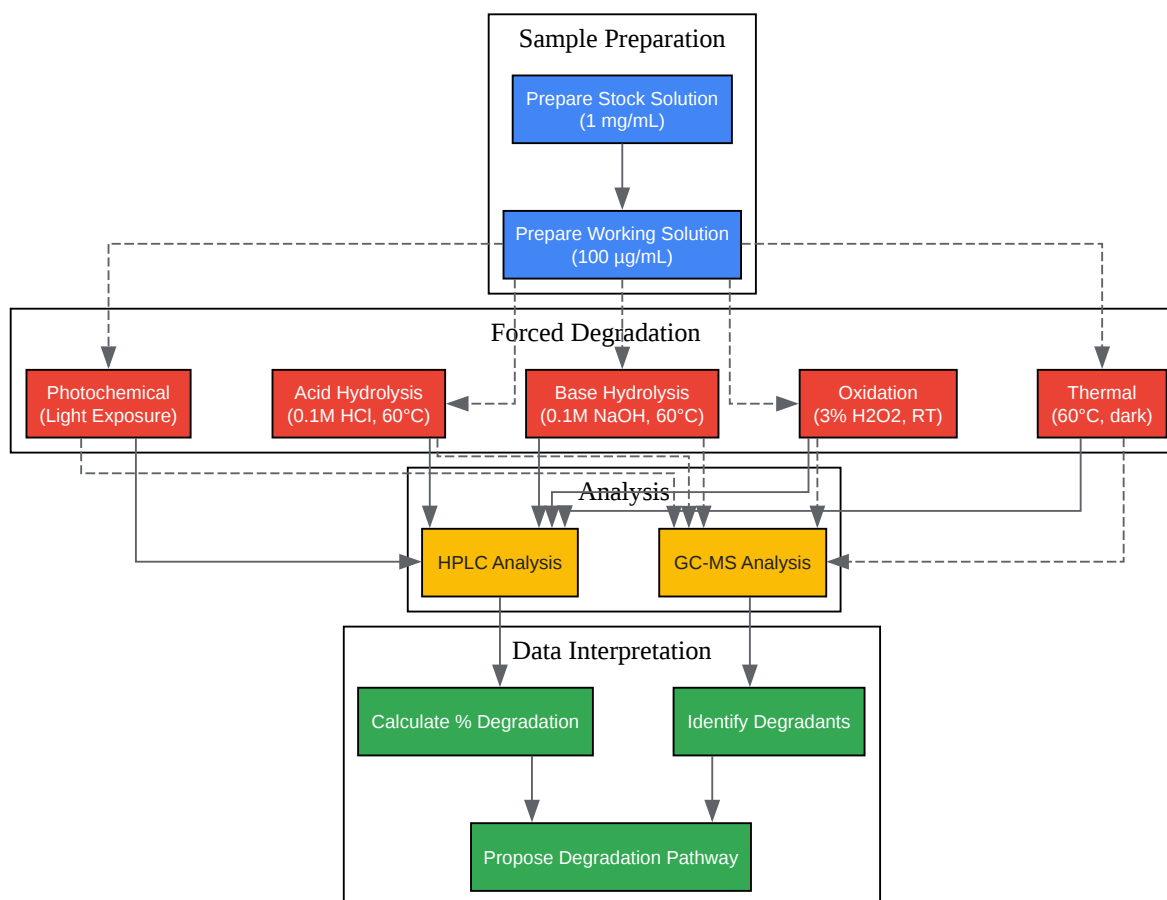 Sample Preparation
Prepare Stock Solution
(1 mg/mL)
Prepare Working Solution
(100 µg/mL)
Forced Degradation
Photochemical
(Light Exposure)
Acid Hydrolysis
(0.1M HCl, 60°C)
Base Hydrolysis
(0.1M NaOH, 60°C)
Oxidation
(3% H2O2, RT)
Thermal
(60°C, dark)
Analysis
HPLC Analysis
GC-MS Analysis
Data Interpretation
Calculate % Degradation
Identify Degradants
Propose Degradation Pathway